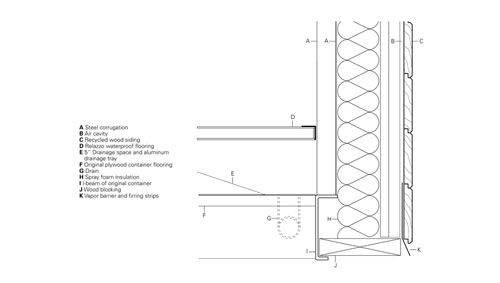 A A B C
D
A Steel corrugation
B Air cavity
C Recycled wood siding
D Relazzo waterproof flooring
E 5" Drainage space and aluminum
drainage tray
F Original plywood container flooring
G Drain
H Spray foam insulation
I I-beam of original container
J Wood blocking
K Vapor barrier and firring strips
E
F
G H
I K
J